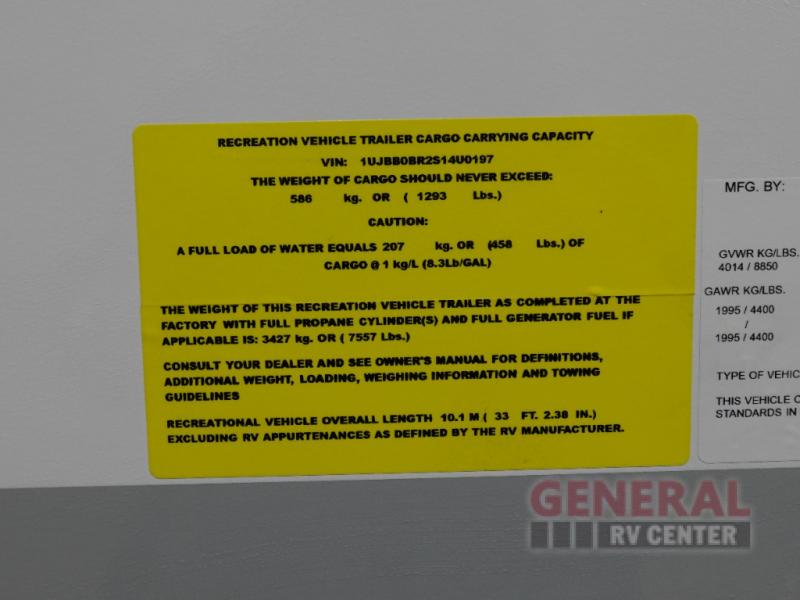 RECREATION VEHICLE TRAILER CARGO CARRYING CAPACITY
VIN: 1UJBB0BR2S14U0197
THE WEIGHT OF CARGO SHOULD NEVER EXCEED:
586 kg. OR ( 1293 Lbs.)
CAUTION:
A FULL LOAD OF WATER EQUALS 207 kg. OR (458 Lbs.) OF
CARGO @ 1 kg/L (8.3Lb/GAL)
THE WEIGHT OF THIS RECREATION VEHICLE TRAILER AS COMPLETED AT THE
FACTORY WITH FULL PROPANE CYLINDER(S) AND FULL GENERATOR FUEL IF
APPLICABLE IS: 3427 kg. OR ( 7557 Lbs.)
CONSULT YOUR DEALER AND SEE OWNER'S MANUAL FOR DEFINITIONS,
ADDITIONAL WEIGHT, LOADING, WEIGHING INFORMATION AND TOWING
GUIDELINES
RECREATIONAL VEHICLE OVERALL LENGTH 10.1 M ( 33 FT. 2.38 IN.)
EXCLUDING RV APPURTENANCES AS DEFINED BY THE RV MANUFACTURER.
MFG. BY:
GVWR KG/LBS.
4014 / 8850
GAWR KG/LBS.
1995 / 4400
/
1995 / 4400
TYPE OF VEHIC
THIS VEHICLE C
STANDARDS IN
GENERAL
RV CENTER